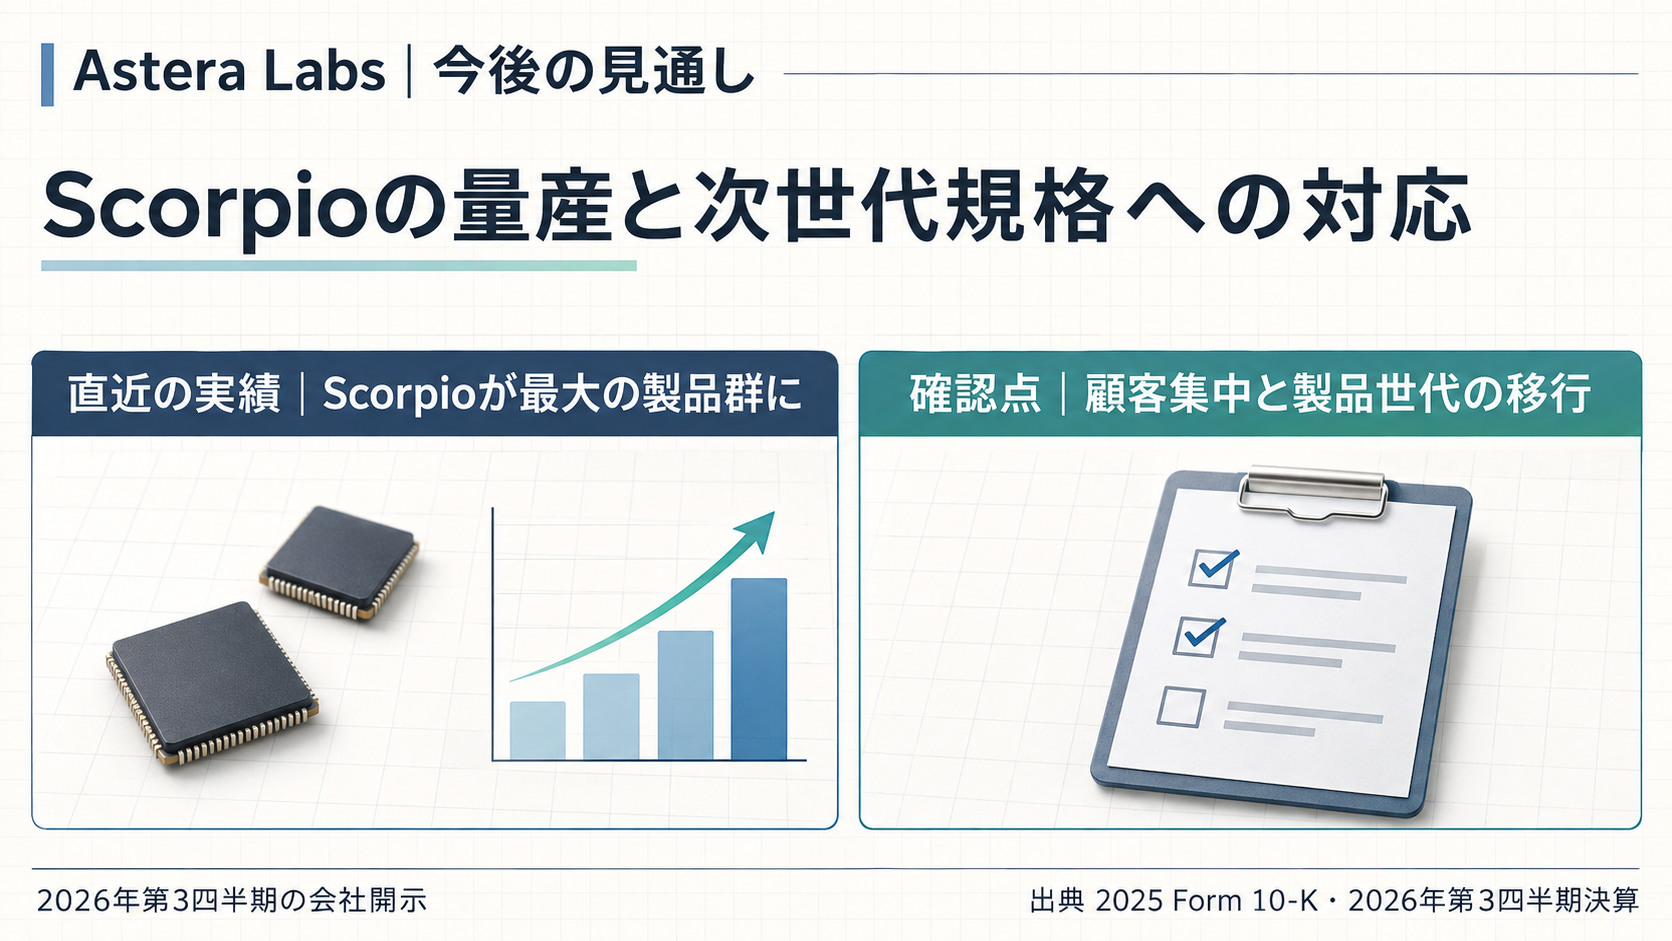 Astera Labs｜今後の見通し
Scorpioの量産と次世代規格への対応
直近の実績｜Scorpioが最大の製品群に
確認点｜顧客集中と製品世代の移行
2026年第3四半期の会社開示
出典 2025 Form 10-K・2026年第3四半期決算